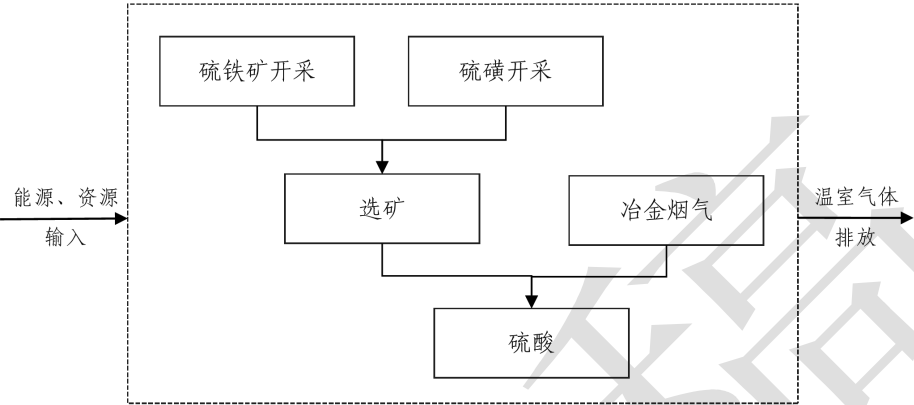 硫铁矿开采
硫磺开采
能源、资源
输入
选矿
冶金烟气
温室气体
排放
硫酸